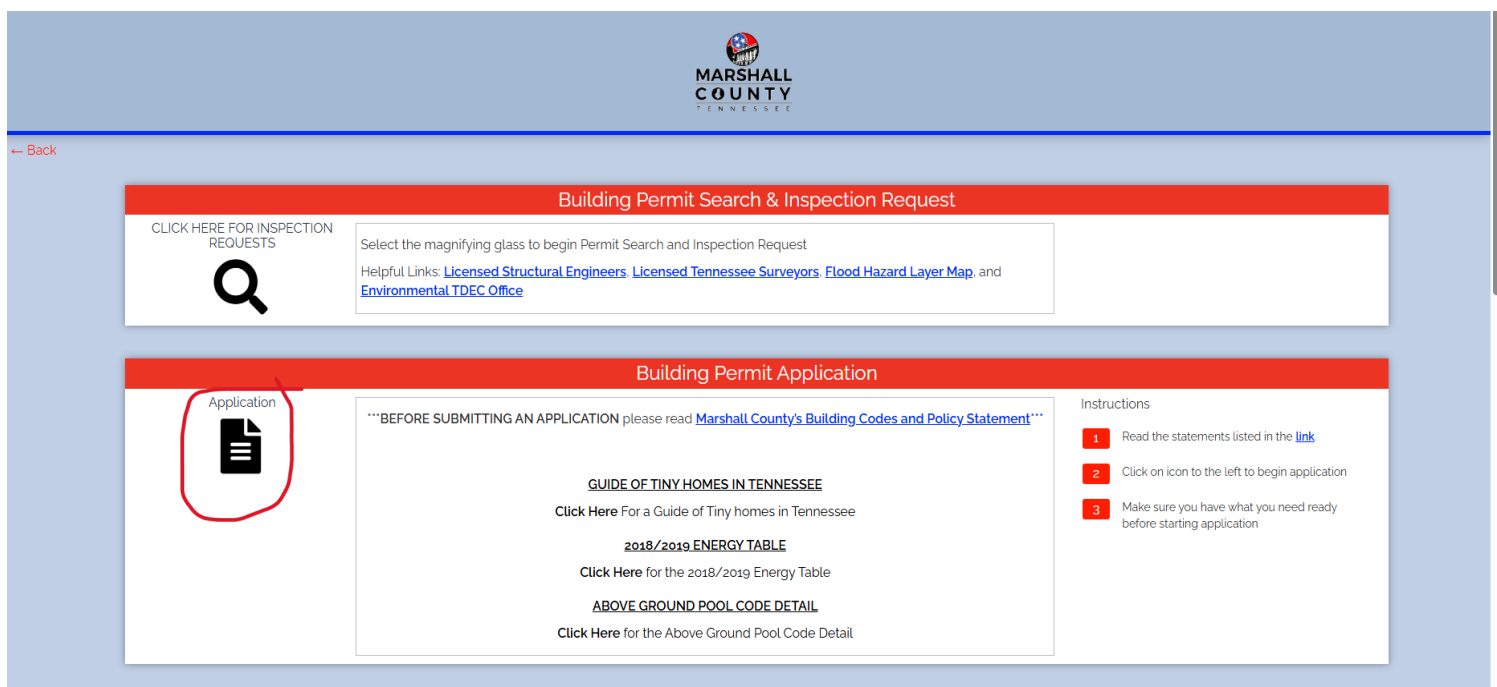 MARSHALL
COUNTY
TENNESSEE
← Back
Building Permit Search & Inspection Request
CLICK HERE FOR INSPECTION
REQUESTS
Select the magnifying glass to begin Permit Search and Inspection Request
Helpful Links: Licensed Structural Engineers, Licensed Tennessee Surveyors, Flood Hazard Layer Map, and
Environmental TDEC Office
Building Permit Application
Application
***BEFORE SUBMITTING AN APPLICATION please read Marshall County's Building Codes and Policy Statement***
GUIDE OF TINY HOMES IN TENNESSEE
Click Here For a Guide of Tiny homes in Tennessee
2018/2019 ENERGY TABLE
Click Here for the 2018/2019 Energy Table
ABOVE GROUND POOL CODE DETAIL
Click Here for the Above Ground Pool Code Detail
Instructions
1 Read the statements listed in the link.
2 Click on icon to the left to begin application
3 Make sure you have what you need ready
before starting application